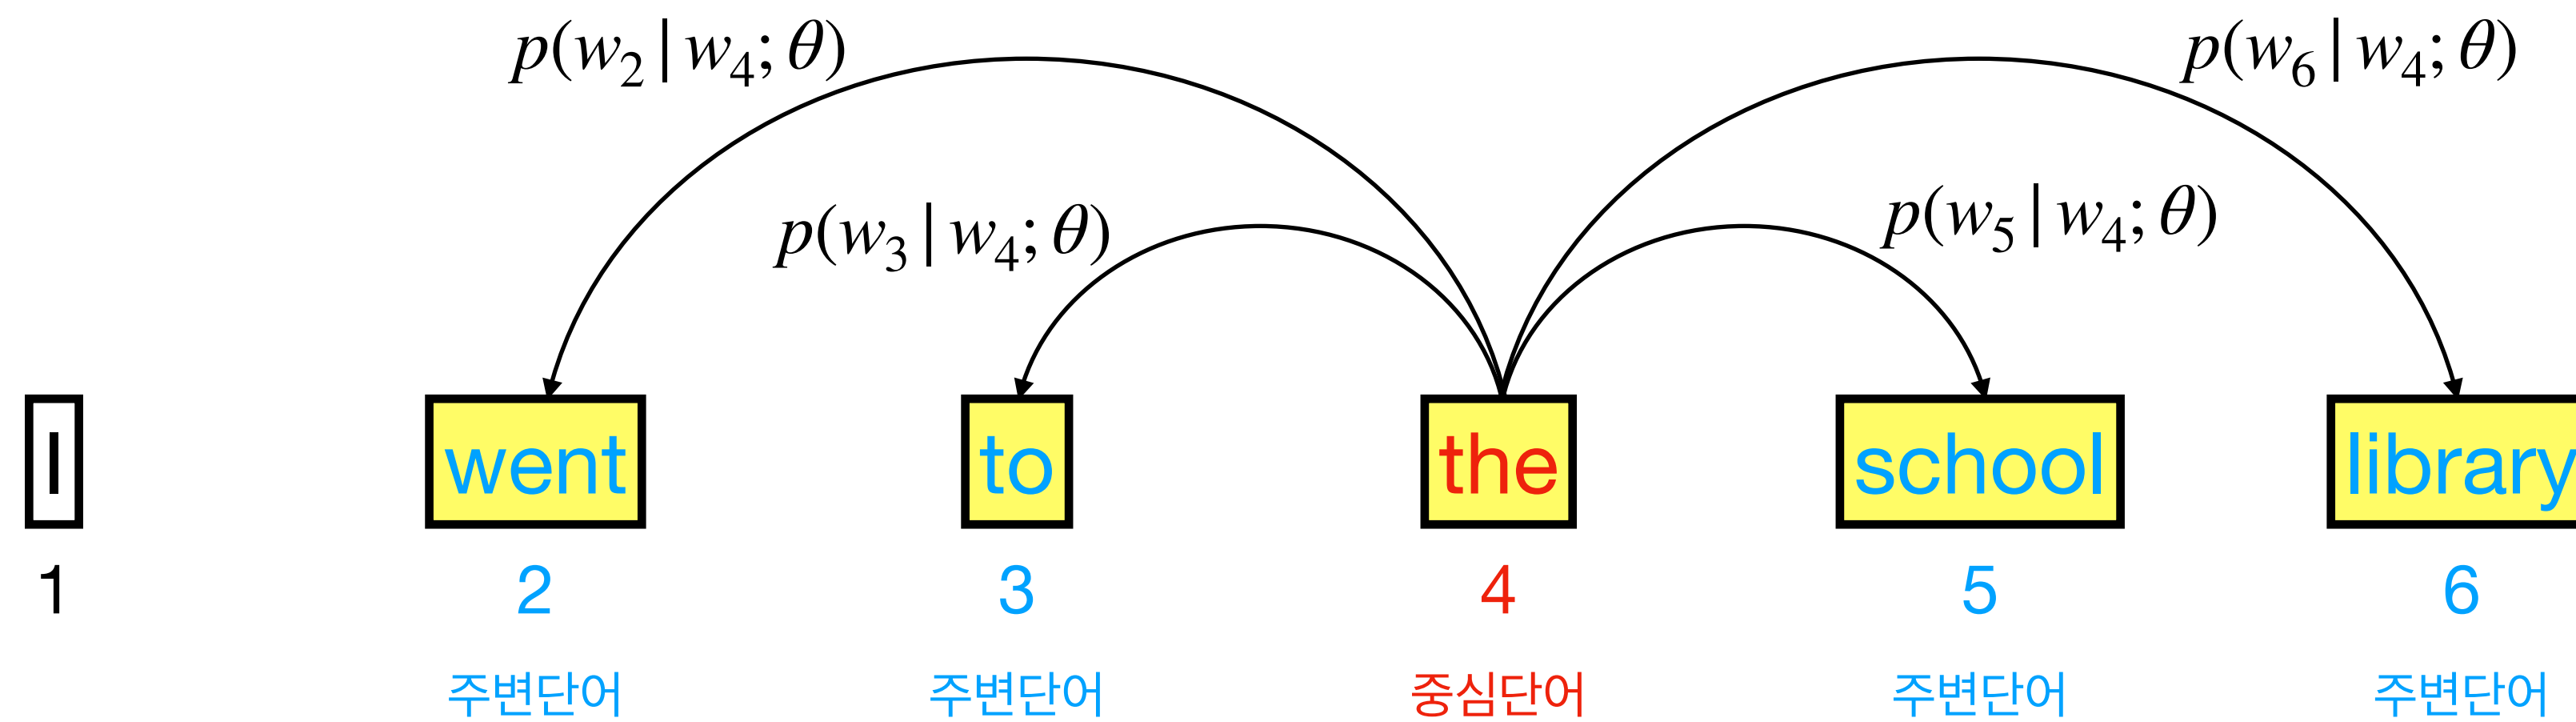 p(w₂|w₄;θ) p(w₆|w₄;θ)
p(w₃|w₄;θ) p(w₅|w₄;θ)
I went to the school library
1 2 3 4 5 6
주변단어 주변단어 중심단어 주변단어 주변단어